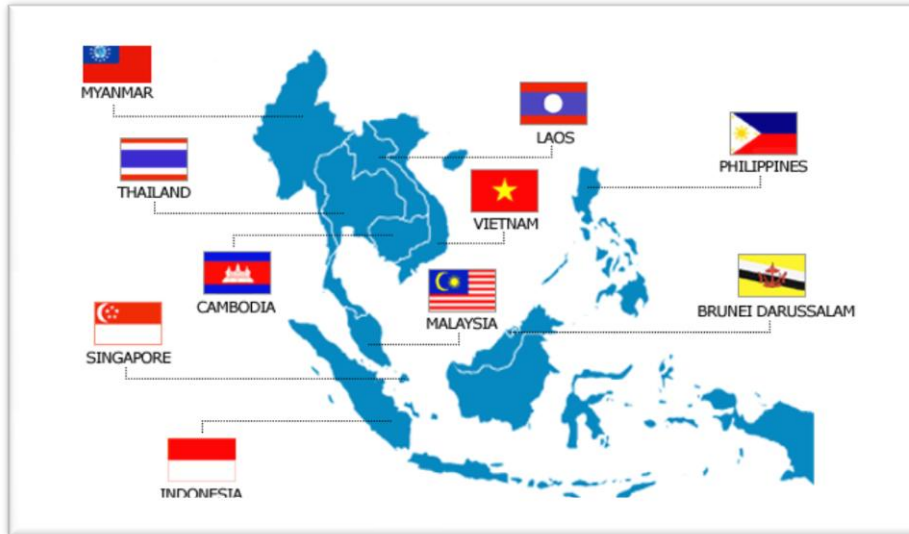 MYANMAR
LAOS
PHILIPPINES
THAILAND
VIETNAM
CAMBODIA
MALAYSIA
BRUNEI DARUSSALAM
SINGAPORE
INDONESIA